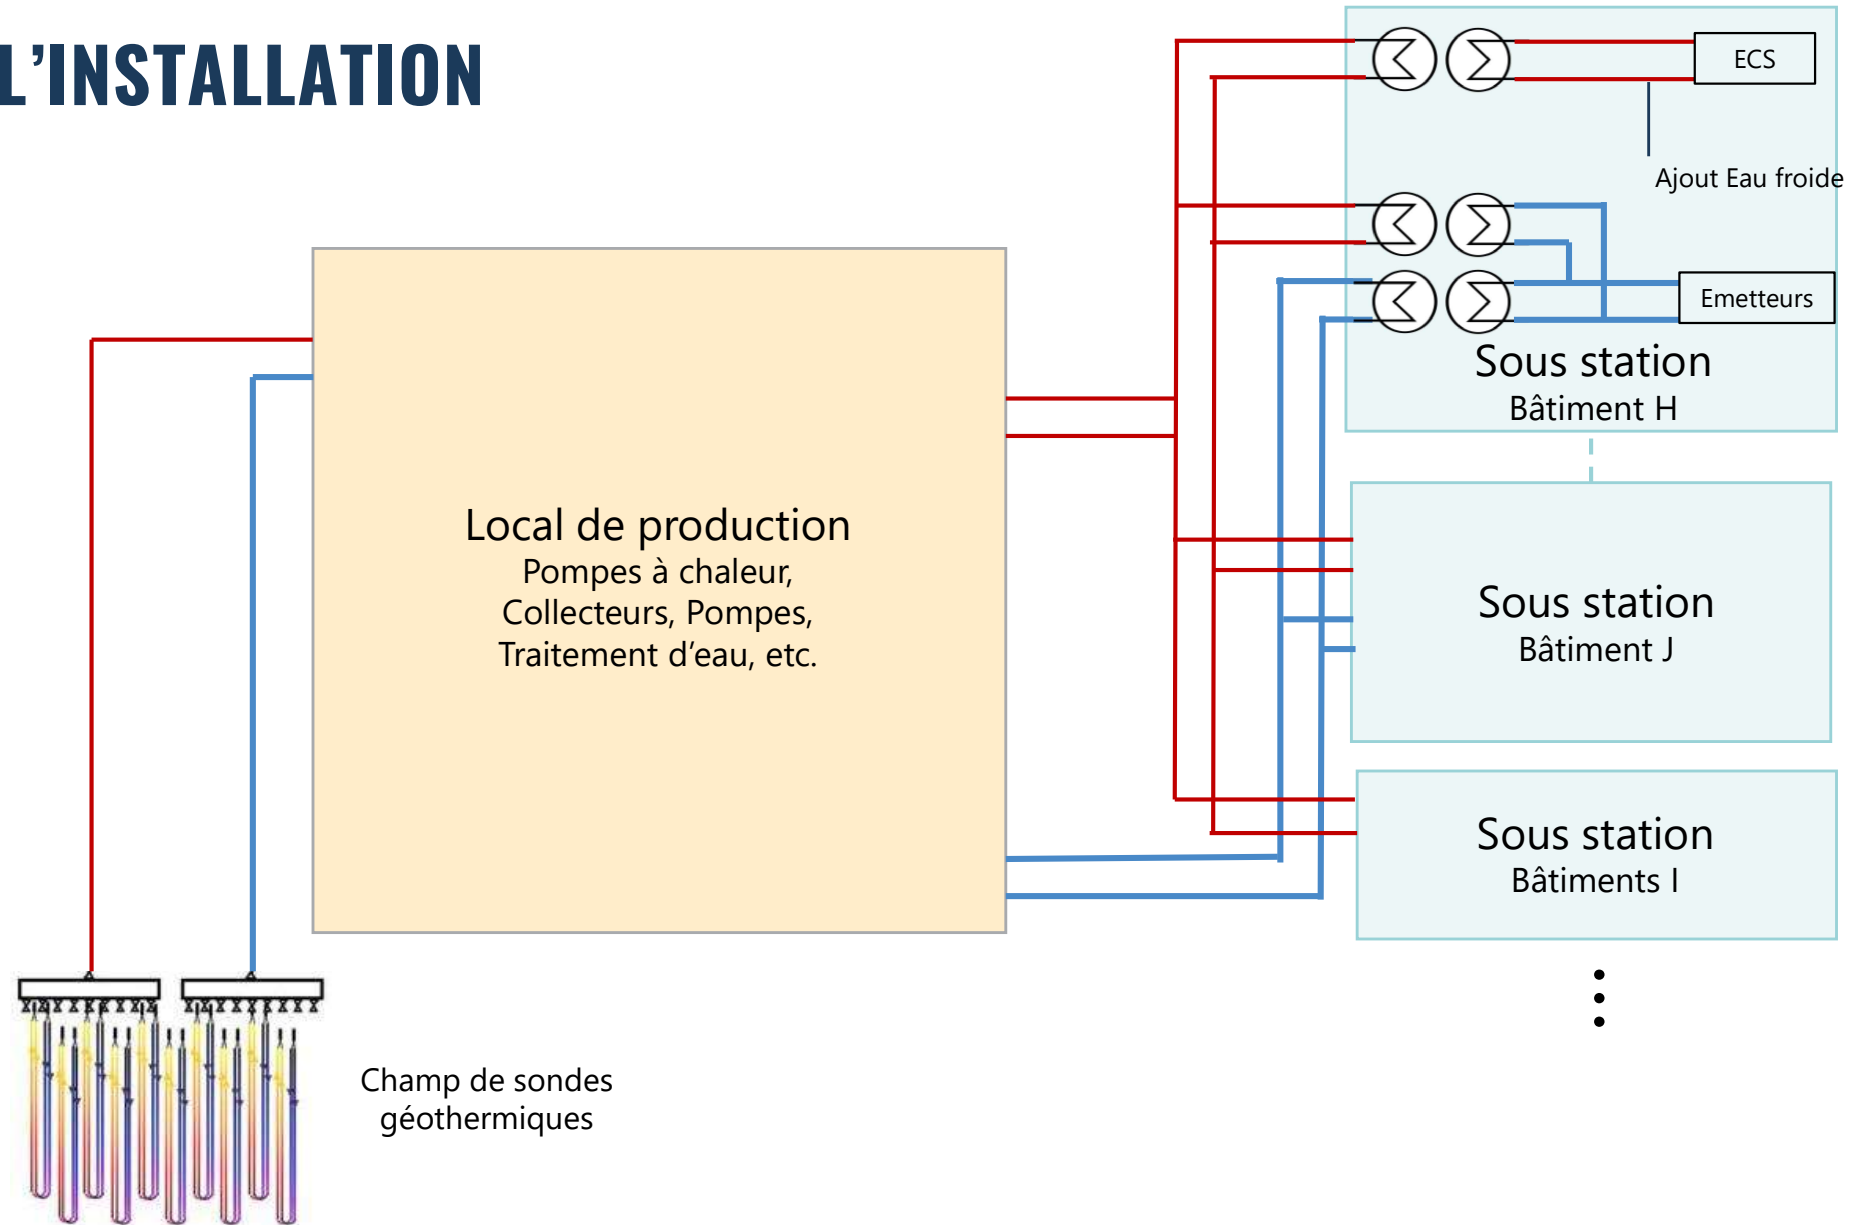 L’INSTALLATION
ECS
Ajout Eau froide
Emetteurs
Sous station
Bâtiment H
Local de production
Pompes à chaleur,
Collecteurs, Pompes,
Traitement d’eau, etc.
Sous station
Bâtiment J
Sous station
Bâtiments I
Champ de sondes
géothermiques